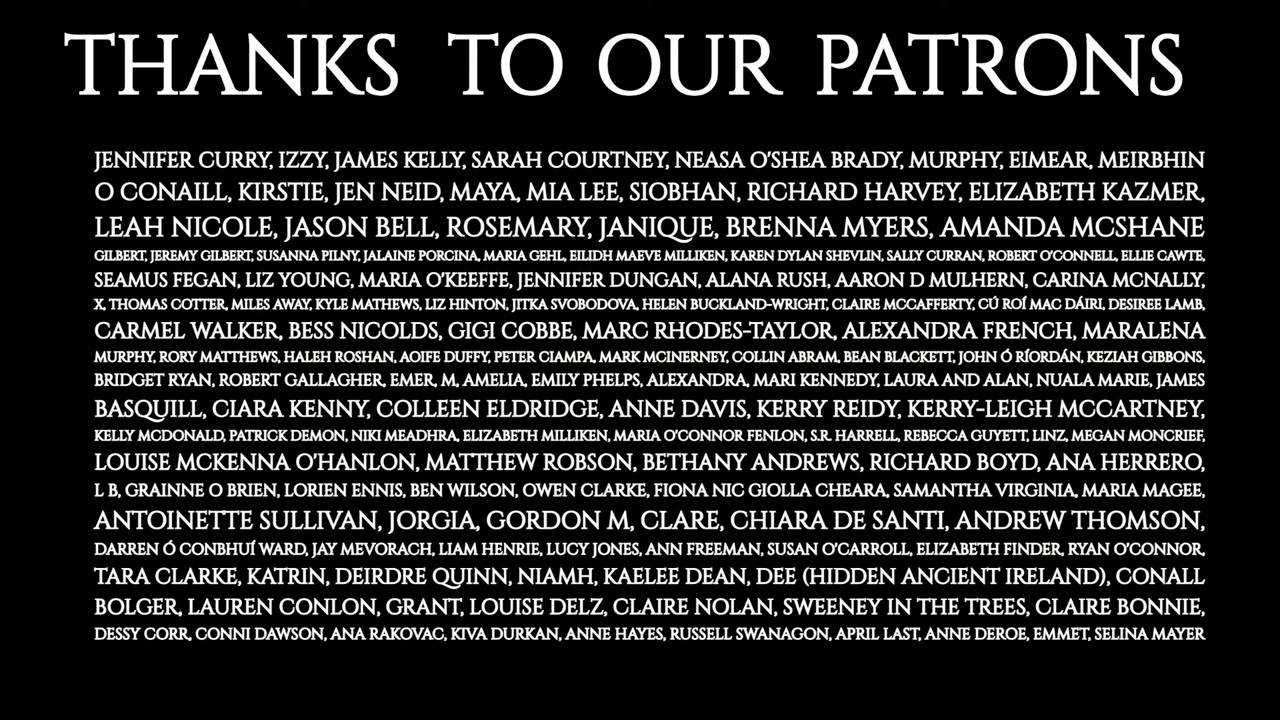 THANKS TO OUR PATRONS
JENNIFER CURRY, IZZY, JAMES KELLY, SARAH COURTNEY, NEASA O'SHEA BRADY, MURPHY, EIMEAR, MEIRBHIN
O CONAILL, KIRSTIE, JEN NEID, MAYA, MIA LEE, SIOBHAN, RICHARD HARVEY, ELIZABETH KAZMER,
LEAH NICOLE, JASON BELL, ROSEMARY, JANIQUE, BRENNA MYERS, AMANDA MCSHANE
GILBERT, JEREMY GILBERT, SUSANNA PILNY, JALAINE PORCINA, MARIA GEHL, EILIDH MAEVE MILLIKEN, KAREN DYLAN SHEVLIN, SALLY CURRAN, ROBERT O'CONNELL, ELLIE CAWTE,
SEAMUS FEGAN, LIZ YOUNG, MARIA O'KEEFFE, JENNIFER DUNGAN, ALANA RUSH, AARON D MULHERN, CARINA MCNALLY,
X, THOMAS COTTER, MILES AWAY, KYLE MATHEWS, LIZ HINTON, JITKA SVOBODOVA, HELEN BUCKLAND-WRIGHT, CLAIRE MCCAFFERTY, CÚ ROÍ MAC DÁIRI, DESIREE LAMB,
CARMEL WALKER, BESS NICOLDS, GIGI COBBE, MARC RHODES-TAYLOR, ALEXANDRA FRENCH, MARALENA
MURPHY, RORY MATTHEWS, HALEH ROSHAN, AOIFE DUFFY, PETER CIAMPA, MARK MCINERNEY, COLLIN ABRAM, BEAN BLACKETT, JOHN Ó RÍORDÁN, KEZIAH GIBBONS,
BRIDGET RYAN, ROBERT GALLAGHER, EMER, M, AMELIA, EMILY PHELPS, ALEXANDRA, MARI KENNEDY, LAURA AND ALAN, NUALA MARIE, JAMES
BASQUILL, CIARA KENNY, COLLEEN ELDRIDGE, ANNE DAVIS, KERRY REIDY, KERRY-LEIGH MCCARTNEY,
KELLY MCDONALD, PATRICK DEMON, NIKI MEADHRA, ELIZABETH MILLIKEN, MARIA O'CONNOR FENLON, S.R. HARRELL, REBECCA GUYETT, LINZ, MEGAN MONCRIEF,
LOUISE MCKENNA O'HANLON, MATTHEW ROBSON, BETHANY ANDREWS, RICHARD BOYD, ANA HERRERO,
L B, GRAINNE O BRIEN, LORIEN ENNIS, BEN WILSON, OWEN CLARKE, FIONA NIC GIOLLA CHEARA, SAMANTHA VIRGINIA, MARIA MAGEE,
ANTOINETTE SULLIVAN, JORGIA, GORDON M, CLARE, CHIARA DE SANTI, ANDREW THOMSON,
DARREN Ó CONBHUÍ WARD, JAY MEVORACH, LIAM HENRIE, LUCY JONES, ANN FREEMAN, SUSAN O'CARROLL, ELIZABETH FINDER, RYAN O'CONNOR,
TARA CLARKE, KATRIN, DEIRDRE QUINN, NIAMH, KAELEE DEAN, DEE (HIDDEN ANCIENT IRELAND), CONALL
BOLGER, LAUREN CONLON, GRANT, LOUISE DELZ, CLAIRE NOLAN, SWEENEY IN THE TREES, CLAIRE BONNIE,
DESSY CORR, CONNI DAWSON, ANA RAKOVAC, KIVA DURKAN, ANNE HAYES, RUSSELL SWANAGON, APRIL LAST, ANNE DEROE, EMMET, SELINA MAYER